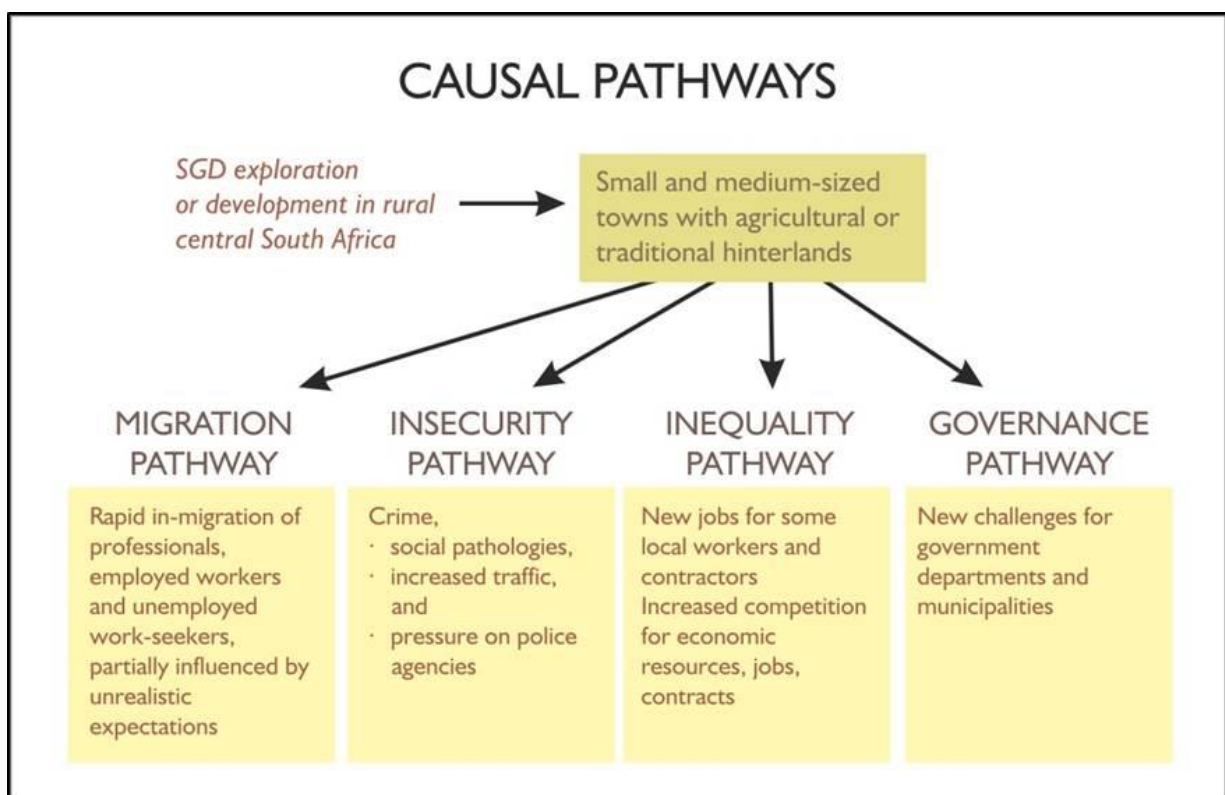 CAUSAL PATHWAYS
SGD exploration
or development in rural
central South Africa
Small and medium-sized
towns with agricultural or
traditional hinterlands
MIGRATION
PATHWAY
Rapid in-migration of
professionals,
employed workers
and unemployed
work-seekers,
partially influenced by
unrealistic
expectations
INSECURITY
PATHWAY
Crime,
· social pathologies,
· increased traffic,
and
· pressure on police
agencies
INEQUALITY
PATHWAY
New jobs for some
local workers and
contractors
Increased competition
for economic
resources, jobs,
contracts
GOVERNANCE
PATHWAY
New challenges for
government
departments and
municipalities